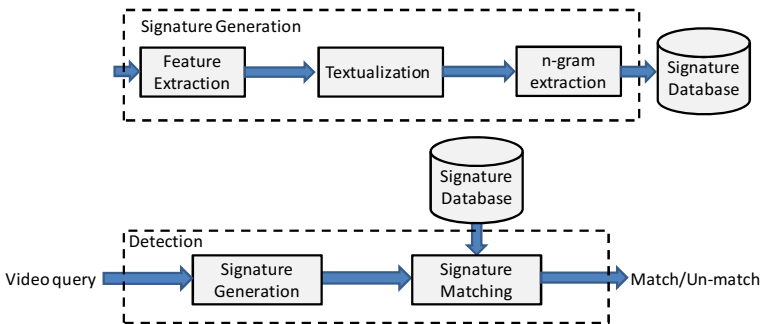 Signature Generation
Feature
Extraction
Textualization
n-gram
extraction
Signature
Database
Signature
Database
Detection
Video query
Signature
Generation
Signature
Matching
Match/Un-match